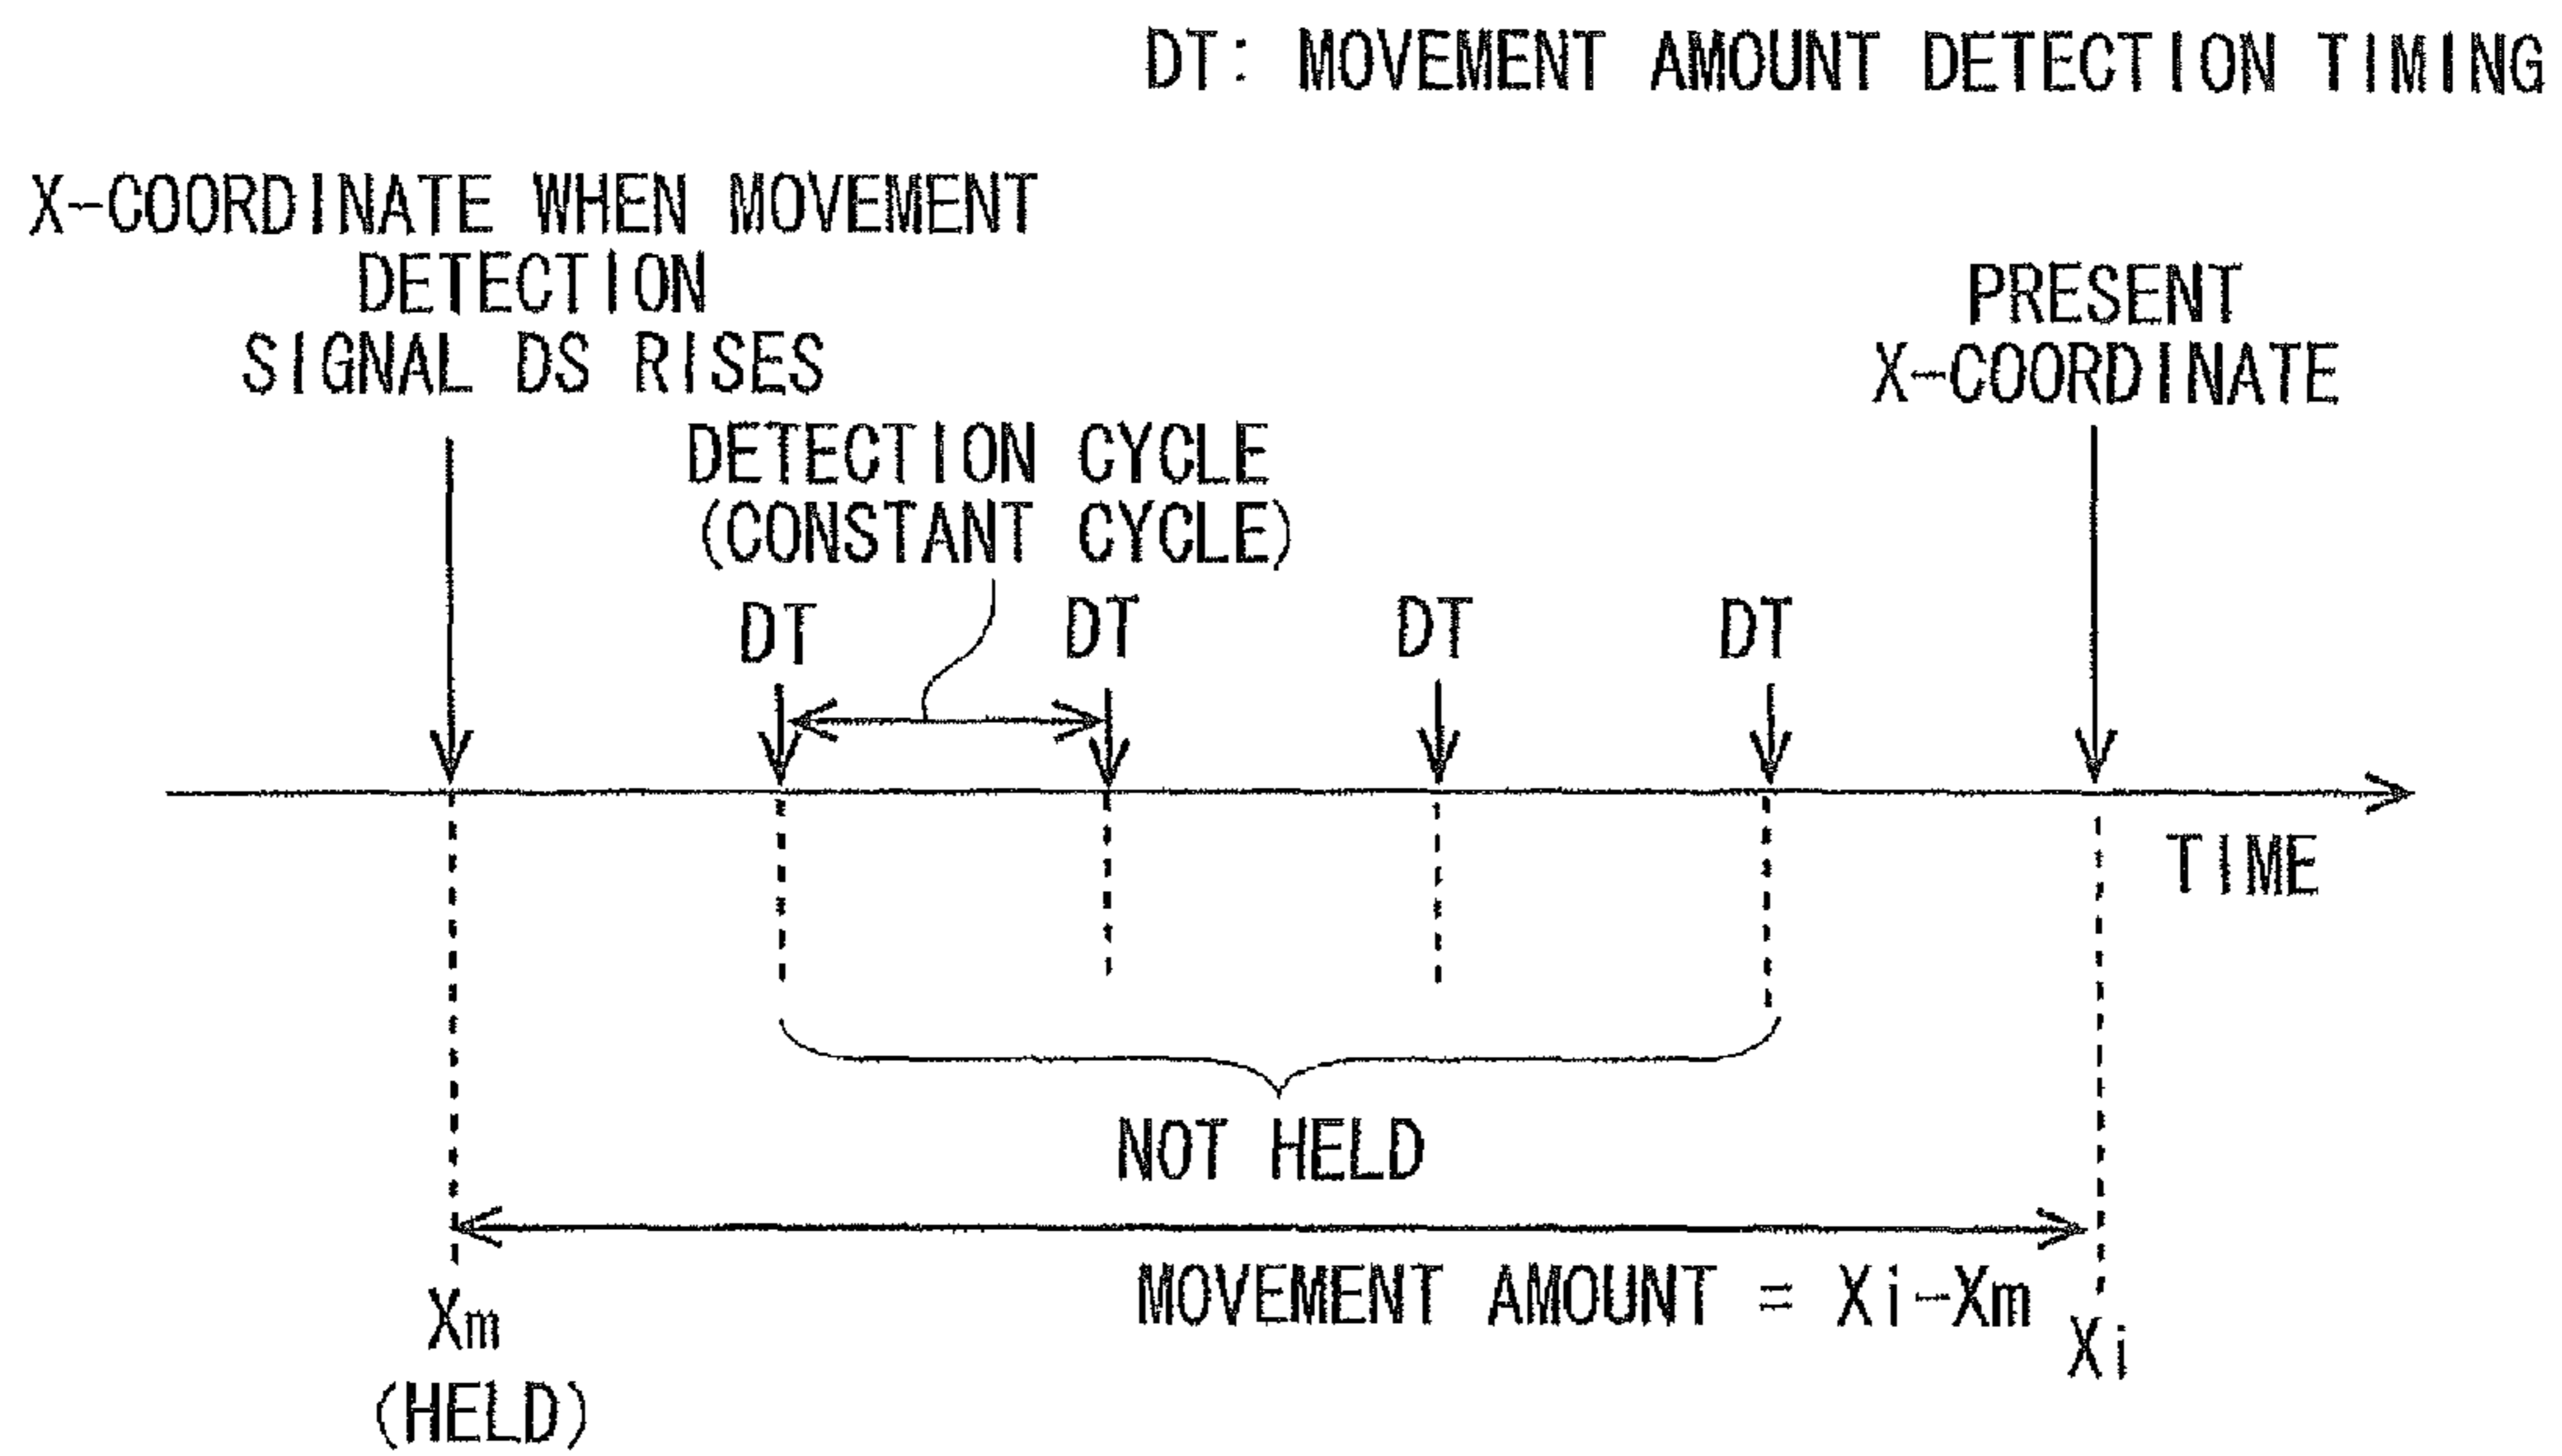 DT: MOVEMENT AMOUNT DETECTION TIMING
X-COORDINATE WHEN MOVEMENT
DETECTION
SIGNAL DS RISES
PRESENT
X-COORDINATE
DETECTION CYCLE
(CONSTANT CYCLE)
DT
DT
DT
DT
TIME
NOT HELD
MOVEMENT AMOUNT = Xi-Xm
Xm
(HELD)
Xi